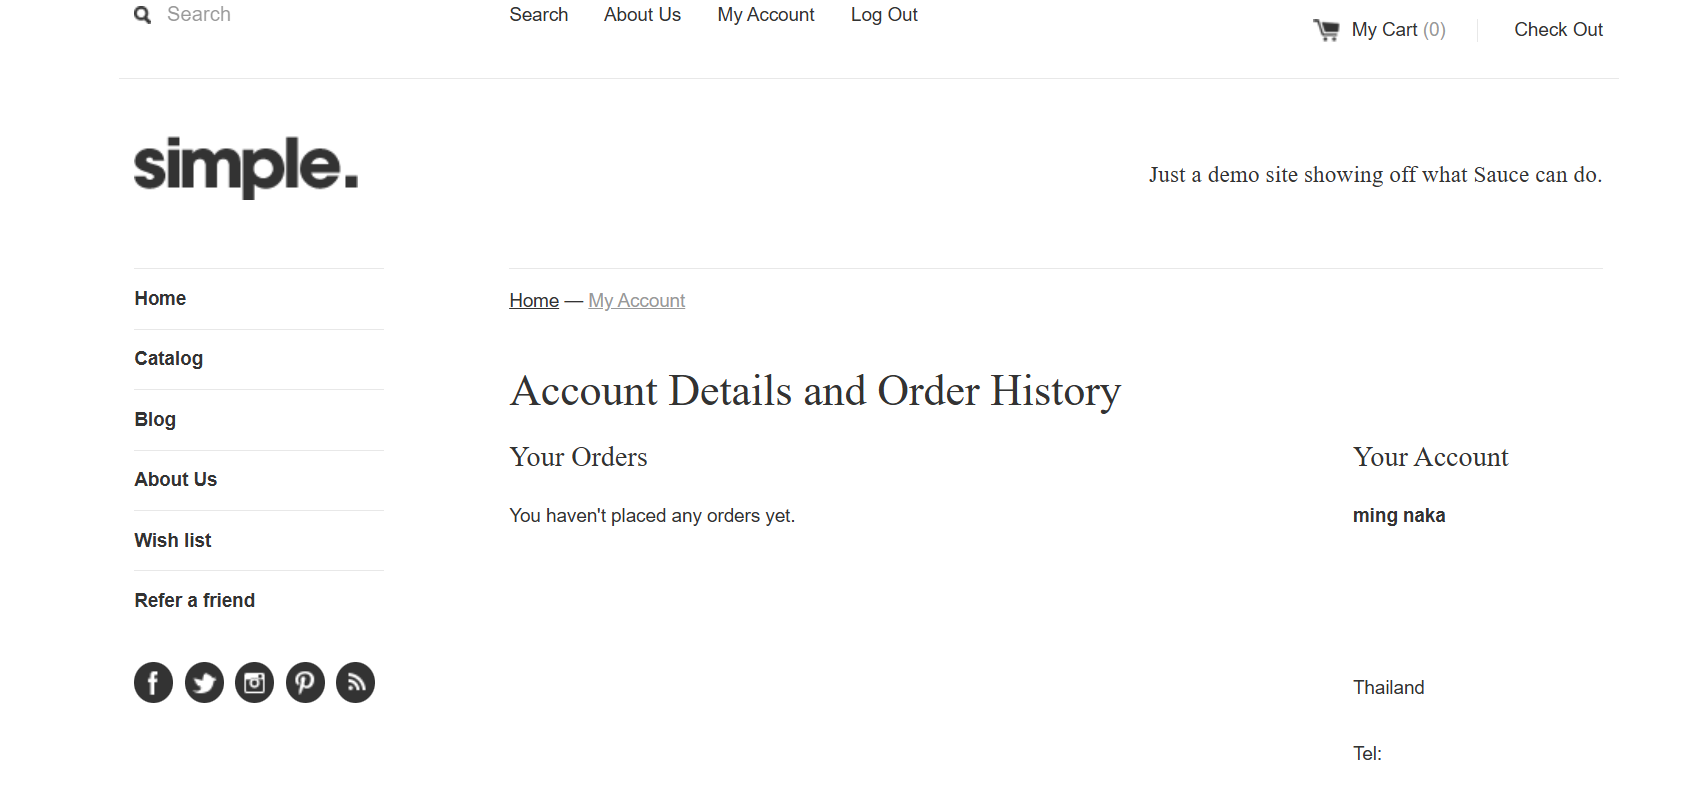 Search
Search About Us My Account Log Out
My Cart (0) Check Out
simple.
Just a demo site showing off what Sauce can do.
Home
Catalog
Blog
About Us
Wish list
Refer a friend
Home — My Account
Account Details and Order History
Your Orders
You haven't placed any orders yet.
Your Account
ming naka
Thailand
Tel: